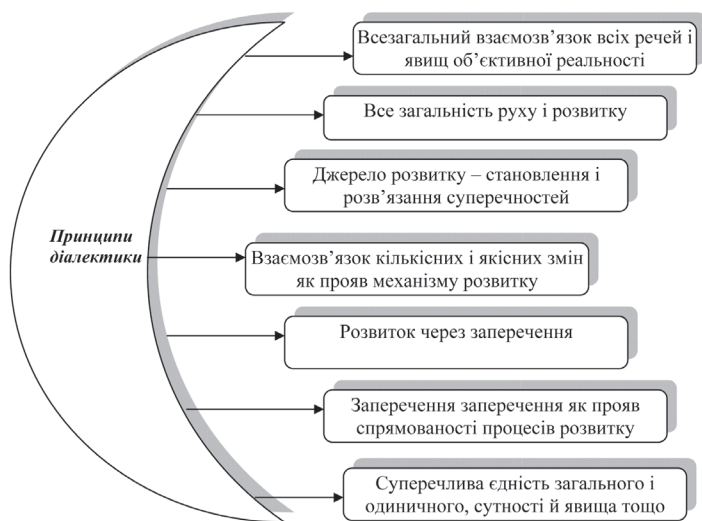 Всезагальний взаємозв’язок всіх речей і
явищ об’єктивної реальності
Все загальність руху і розвитку
Джерело розвитку – становлення і
розв’язання суперечностей
Принципи
діалектики
Взаємозв’язок кількісних і якісних змін
як прояв механізму розвитку
Розвиток через заперечення
Заперечення заперечення як прояв
спрямованості процесів розвитку
Суперечлива єдність загального і
одиничного, сутності й явища тощо